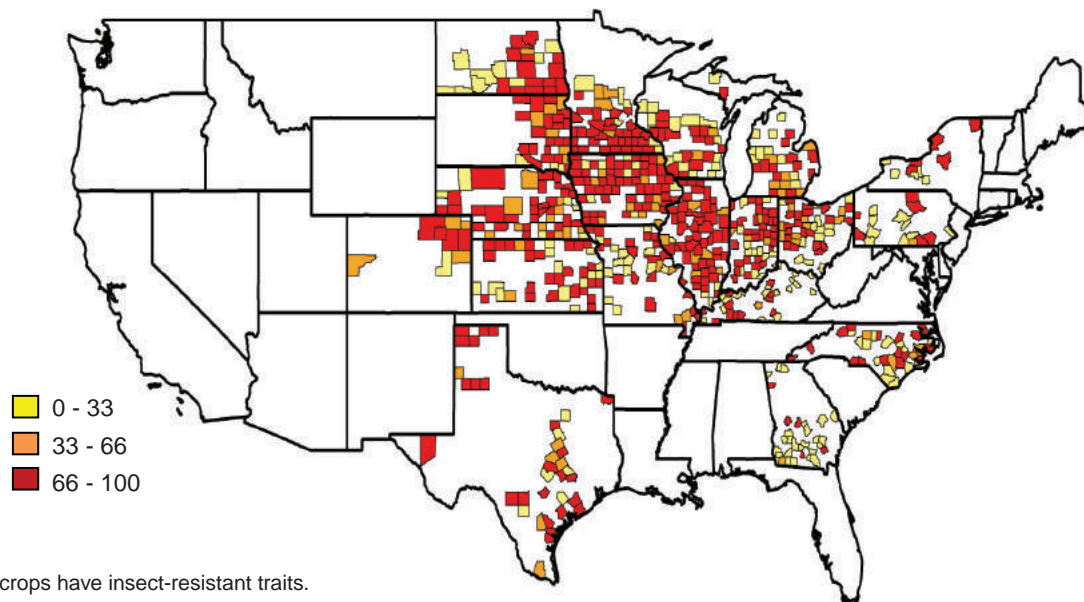 0 - 33
33 - 66
66 - 100
crops have insect-resistant traits.